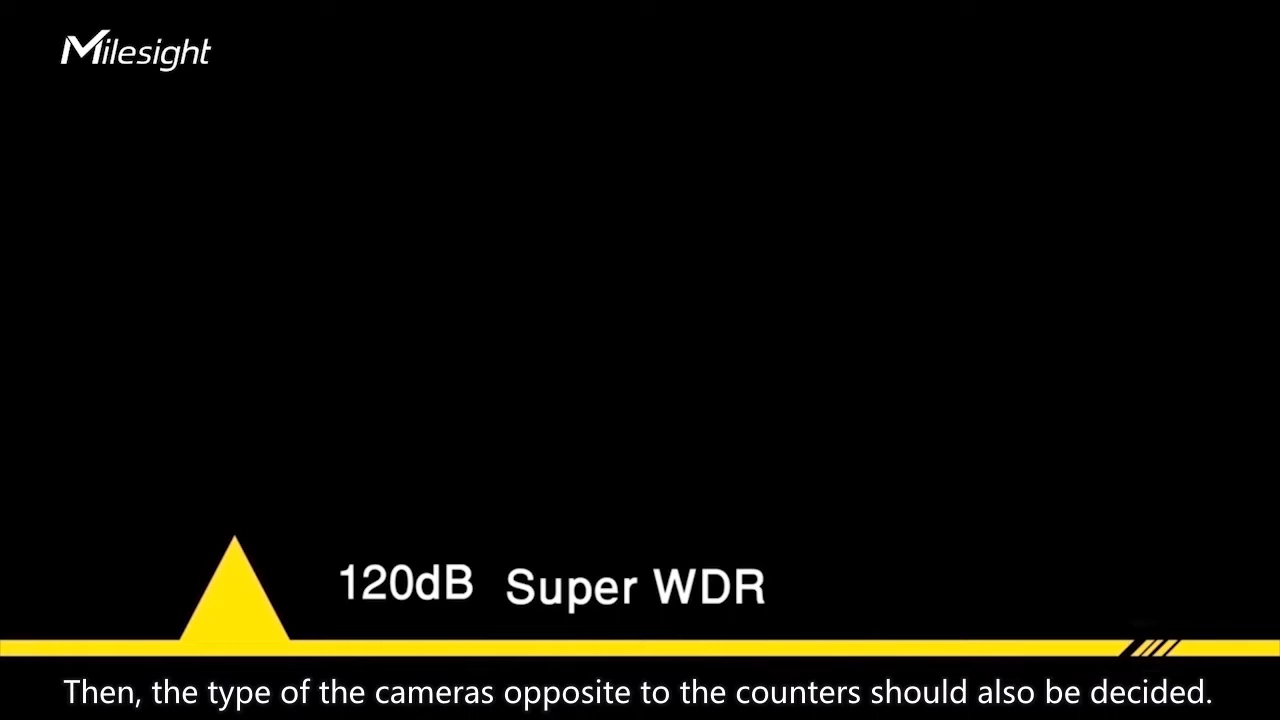 Milesight
120dB Super WDR
Then, the type of the cameras opposite to the counters should also be decided.